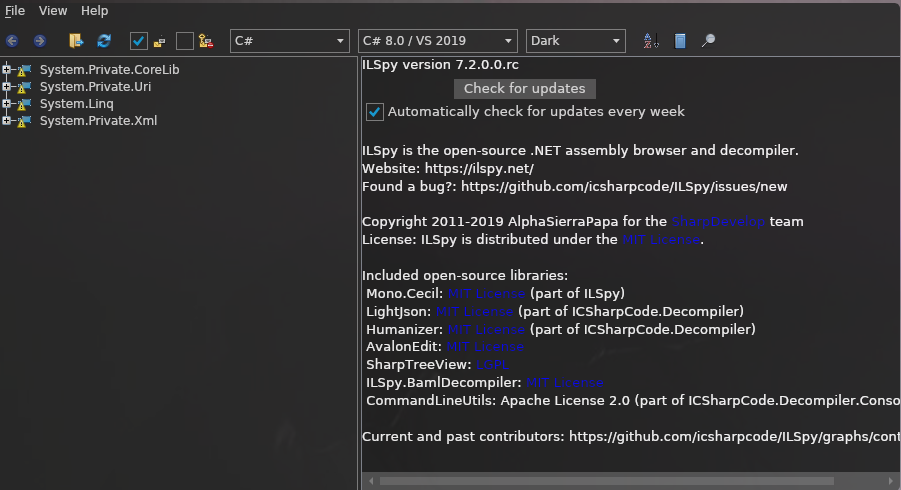 File View Help
C# C# 8.0 / VS 2019 Dark
System.Private.CoreLib
System.Private.Uri
System.Linq
System.Private.Xml
ILSpy version 7.2.0.0.rc
Check for updates
Automatically check for updates every week
ILSpy is the open-source .NET assembly browser and decompiler.
Website: https://ilspy.net/
Found a bug?: https://github.com/icsharpcode/ILSpy/issues/new
Copyright 2011-2019 AlphaSierraPapa for the SharpDevelop team
License: ILSpy is distributed under the MIT License.
Included open-source libraries:
Mono.Cecil: MIT License (part of ILSpy)
LightJson: MIT License (part of ICSharpCode.Decompiler)
Humanizer: MIT License (part of ICSharpCode.Decompiler)
AvalonEdit: MIT License
SharpTreeView: LGPL
ILSpy.BamlDecompiler: MIT License
CommandLineUtils: Apache License 2.0 (part of ICSharpCode.Decompiler.Conso
Current and past contributors: https://github.com/icsharpcode/ILSpy/graphs/cont